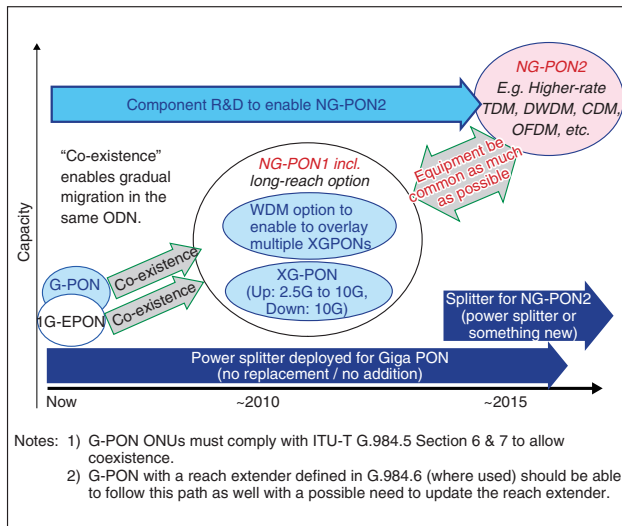 NG-PON2
E.g. Higher-rate
TDM, DWDM, CDM,
OFDM, etc.
Component R&D to enable NG-PON2
“Co-existence”
enables gradual
migration in the
same ODN.
NG-PON1 incl.
long-reach option
Equipment be
common as much
as possible
WDM option to
enable to overlay
multiple XGPONs
Capacity
G-PON
Co-existence
XG-PON
(Up: 2.5G to 10G,
Down: 10G)
1G-EPON
Co-existence
Splitter for NG-PON2
(power splitter or
something new)
Power splitter deployed for Giga PON
(no replacement / no addition)
Now
~2010
~2015
Notes: 1) G-PON ONUs must comply with ITU-T G.984.5 Section 6 & 7 to allow
coexistence.
2) G-PON with a reach extender defined in G.984.6 (where used) should be able
to follow this path as well with a possible need to update the reach extender.